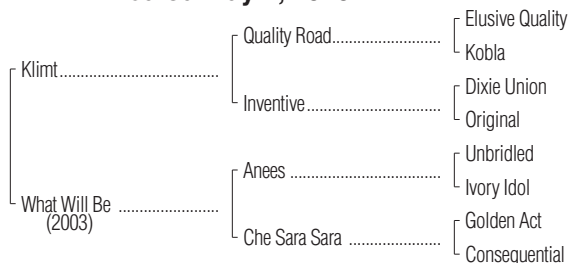 Elusive Quality
Quality Road..............................
Kobla
Klimt............................................
Dixie Union
Inventive....................................
Original
Unbridled
Anees .........................................
Ivory Idol
What Will Be ............................
(2003)
Golden Act
Che Sara Sara ..........................
Consequential